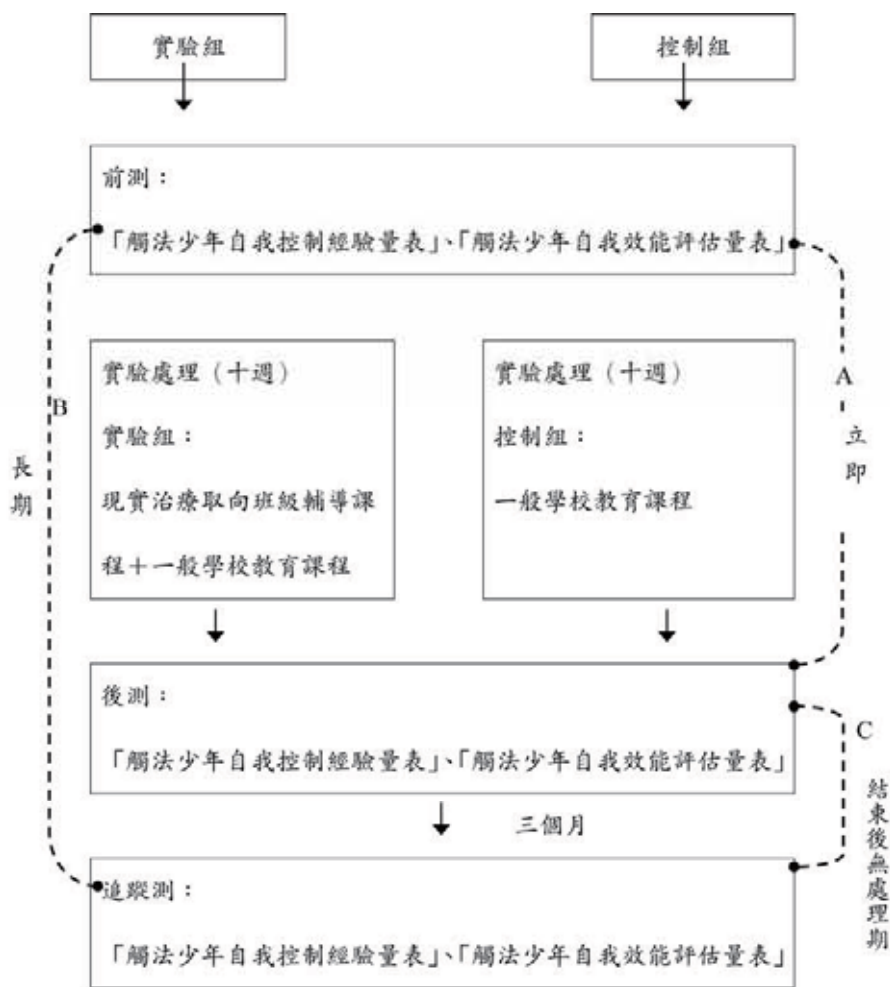 實驗組
控制組
前測：
「觸法少年自我控制經驗量表」、「觸法少年自我效能評估量表」
實驗處理（十週）
實驗組：
現實治療取向班級輔導課
程＋一般學校教育課程
實驗處理（十週）
控制組：
一般學校教育課程
A
立即
B
長期
後測：
「觸法少年自我控制經驗量表」、「觸法少年自我效能評估量表」
C
結束後無處理期
三個月
追蹤測：
「觸法少年自我控制經驗量表」、「觸法少年自我效能評估量表」